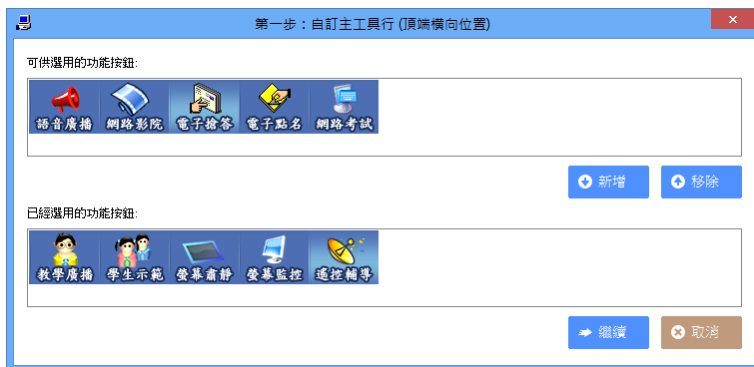 第一步：自訂主工具行 (頂端橫向位置)
可供選用的功能按鈕:
語音廣播 網路影院 電子搶答 電子點名 網路考試
新增 移除
已經選用的功能按鈕:
教學廣播 學生示範 螢幕肅靜 螢幕監控 遙控輔導
繼續 取消